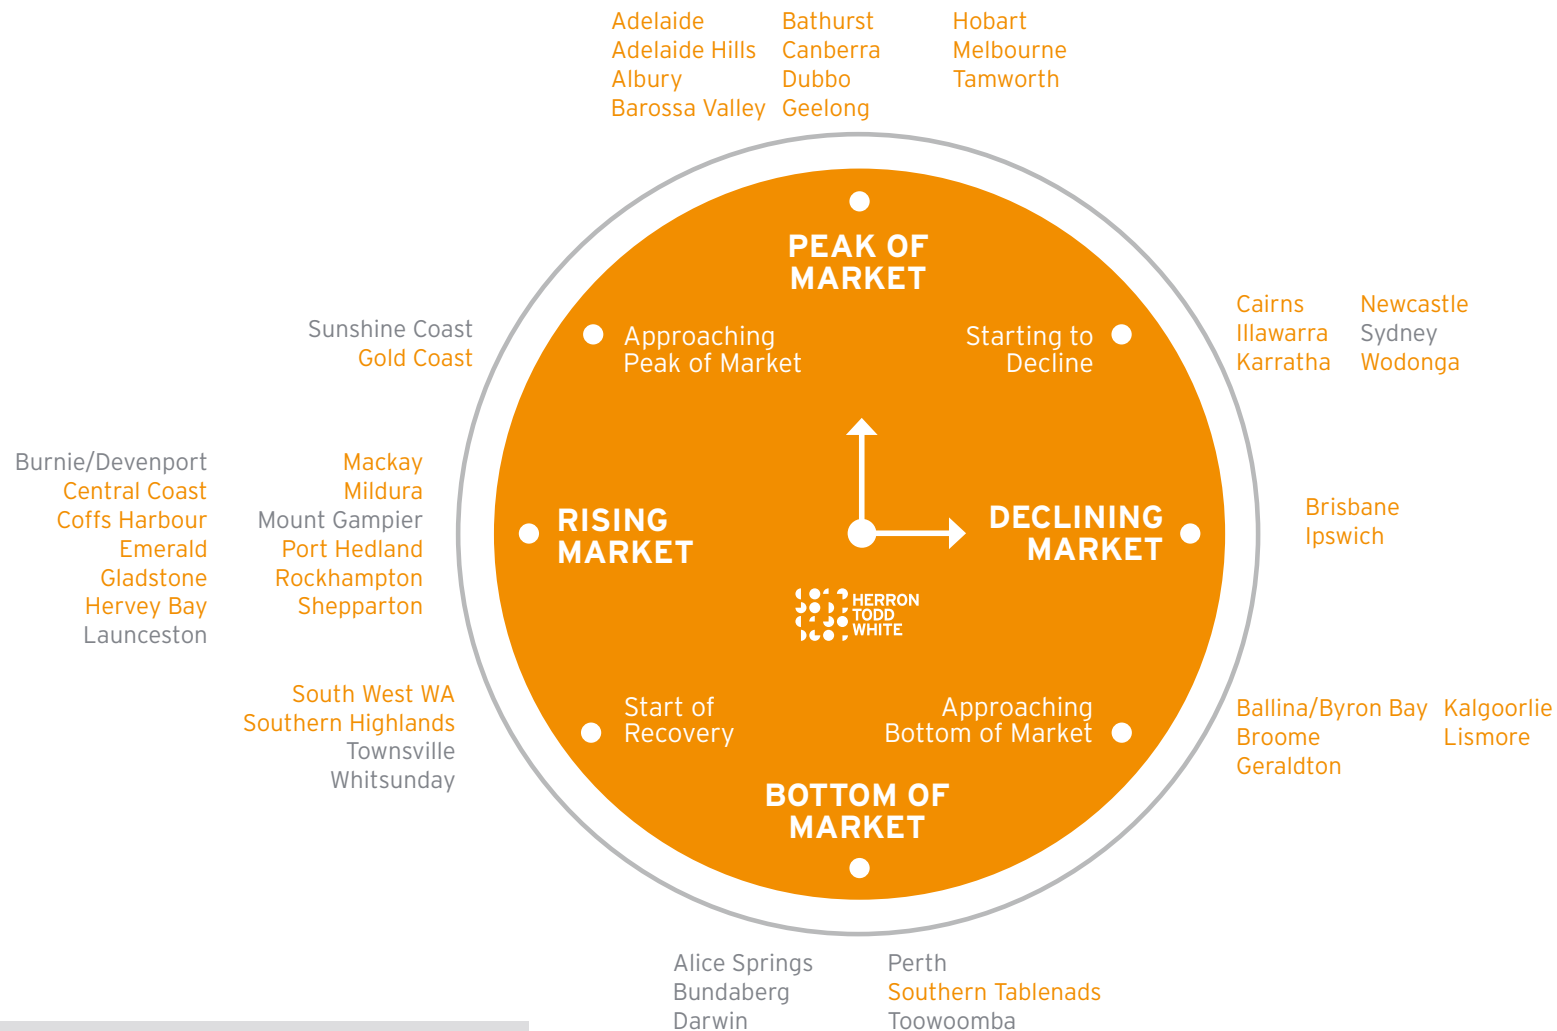 Adelaide
Adelaide Hills
Albury
Barossa Valley
Bathurst
Canberra
Dubbo
Geelong
Hobart
Melbourne
Tamworth
PEAK OF
MARKET
Sunshine Coast
Gold Coast
Approaching
Peak of Market
Starting to
Decline
Cairns
Illawarra
Karratha
Newcastle
Sydney
Wodonga
Burnie/Devenport
Central Coast
Coffs Harbour
Emerald
Gladstone
Hervey Bay
Launceston
Mackay
Mildura
Mount Gampier
Port Hedland
Rockhampton
Shepparton
RISING
MARKET
DECLINING
MARKET
Brisbane
Ipswich
HERRON
TODD
WHITE
South West WA
Southern Highlands
Townsville
Whitsunday
Start of
Recovery
Approaching
Bottom of Market
Ballina/Byron Bay
Broome
Geraldton
Kalgoorlie
Lismore
BOTTOM OF
MARKET
Alice Springs
Bundaberg
Darwin
Perth
Southern Tablenads
Toowoomba